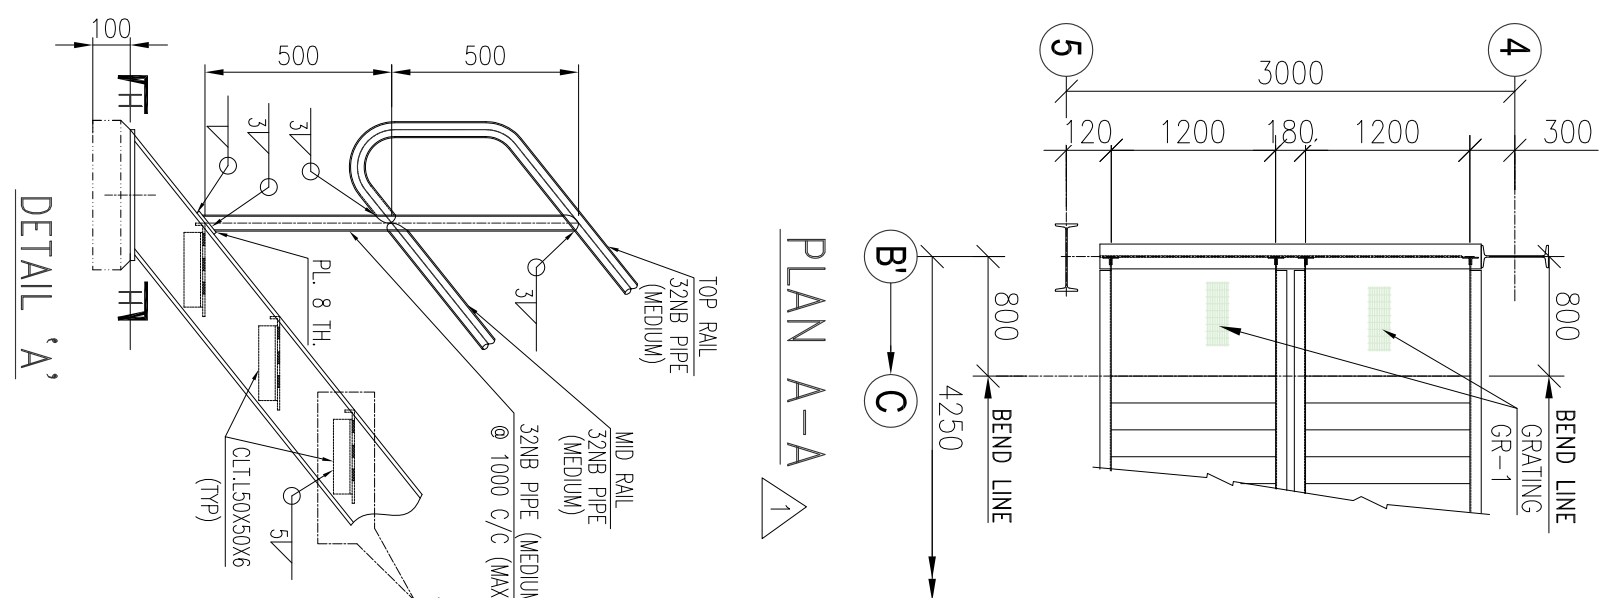 100
500
500
3
3
3
TOP RAIL
32NB PIPE
(MEDIUM)
MID RAIL
32NB PIPE
(MEDIUM)
32NB PIPE (MEDIUM
@ 1000 C/C (MAX
PL. 8 TH.
CLT.L50X50X6
(TYP)
5
DETAIL 'A'
5
4
3000
120
1200
180
1200
300
B'
C
800
800
4250
BEND LINE
BEND LINE
GRATING
GR-1
PLAN A-A
1